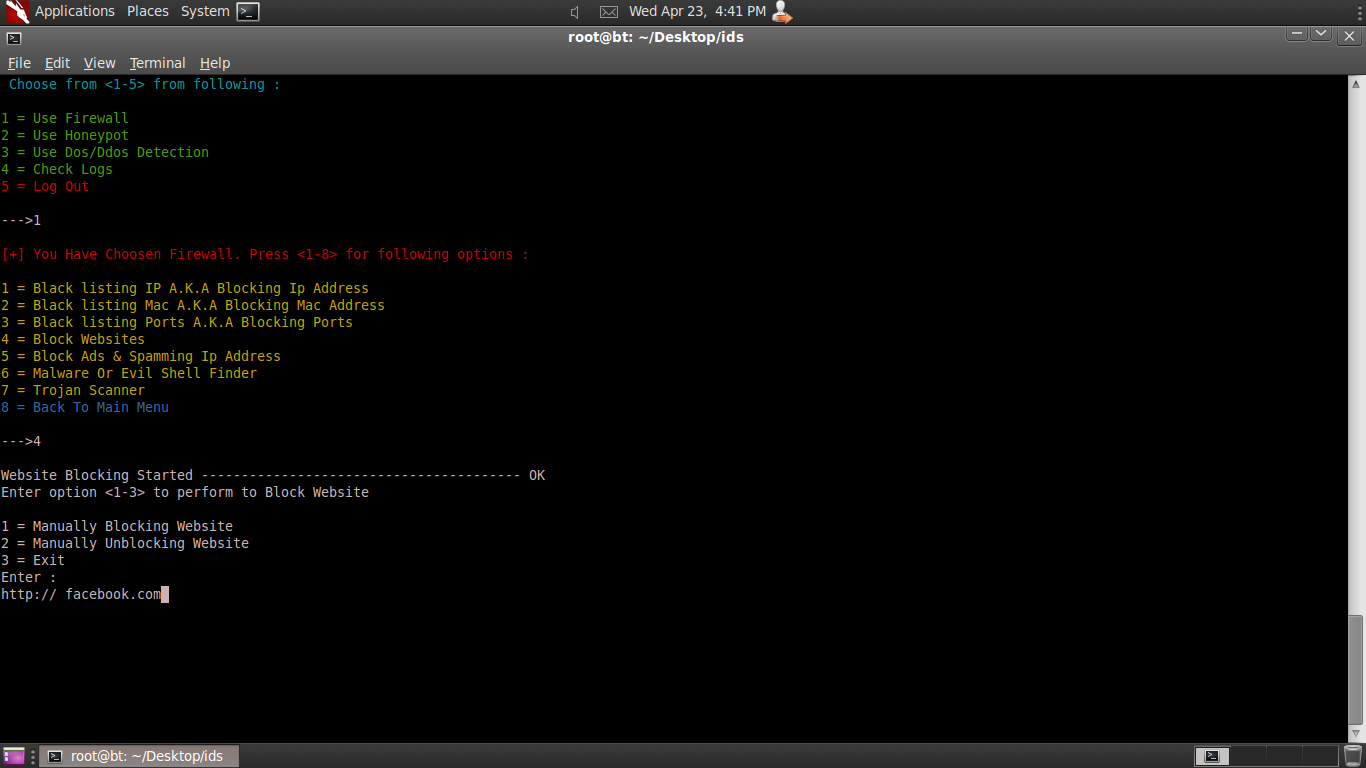 Applications Places System
Wed Apr 23, 4:41 PM
root@bt: ~/Desktop/ids
File Edit View Terminal Help
Choose from <1-5> from following :
1 = Use Firewall
2 = Use Honeypot
3 = Use Dos/Ddos Detection
4 = Check Logs
5 = Log Out
--->1
[+] You Have Choosen Firewall. Press <1-8> for following options :
1 = Black listing IP A.K.A Blocking Ip Address
2 = Black listing Mac A.K.A Blocking Mac Address
3 = Black listing Ports A.K.A Blocking Ports
4 = Block Websites
5 = Block Ads & Spamming Ip Address
6 = Malware Or Evil Shell Finder
7 = Trojan Scanner
8 = Back To Main Menu
--->4
Website Blocking Started ---------------------------------------- OK
Enter option <1-3> to perform to Block Website
1 = Manually Blocking Website
2 = Manually Unblocking Website
3 = Exit
Enter :
http:// facebook.com
root@bt: ~/Desktop/ids